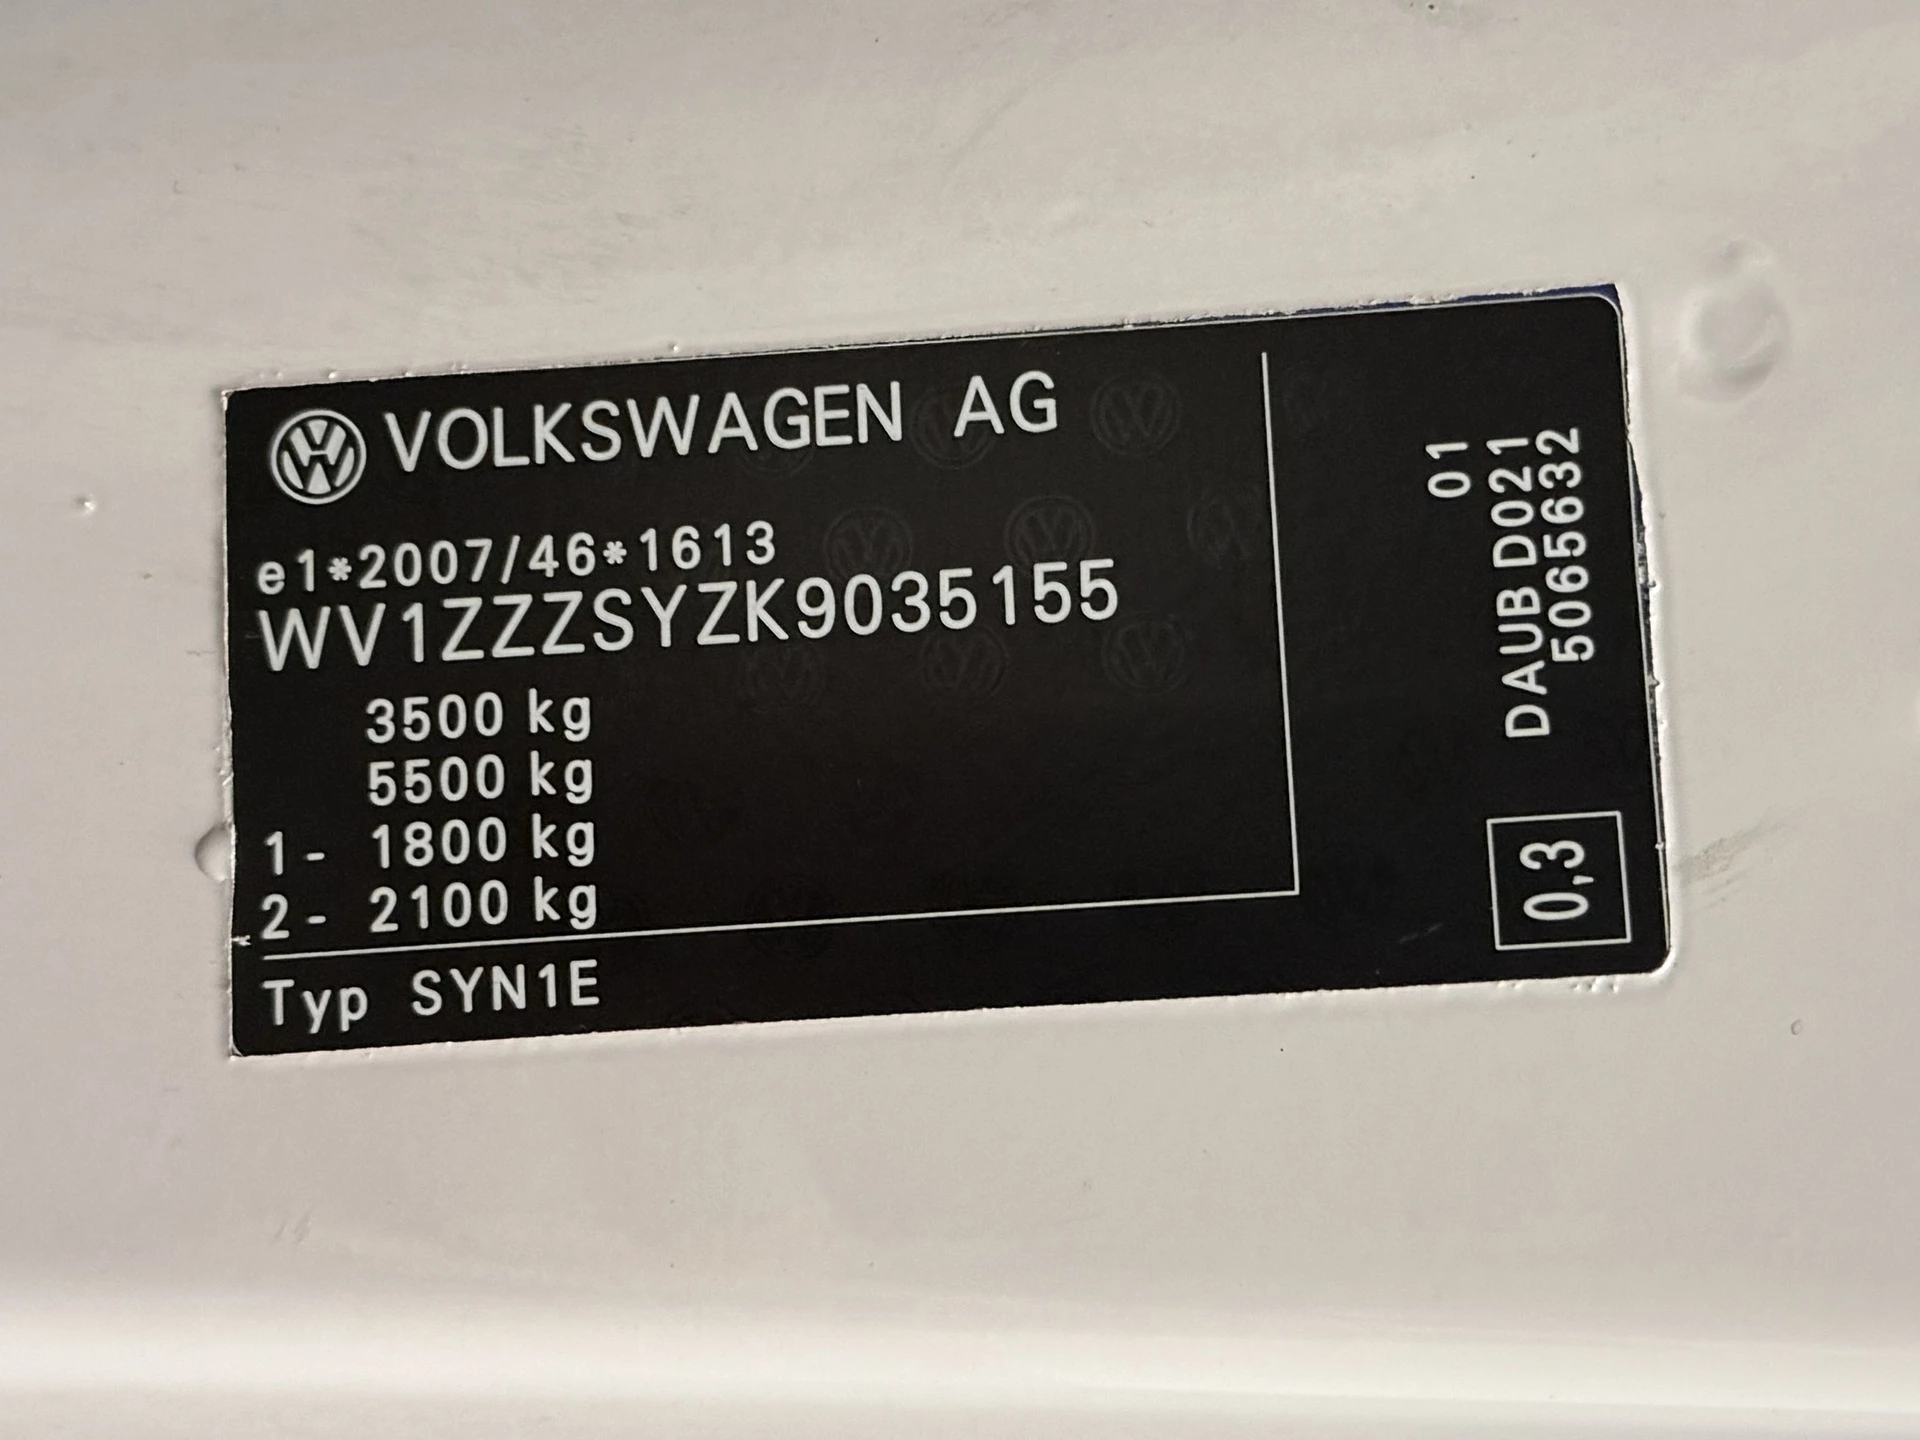 VOLKSWAGEN AG
e1*2007/46*1613
WV1ZZZSYZK9035155
3500 kg
5500 kg
1- 1800 kg
2- 2100 kg
Typ SYN1E
01
DAUB D021
5065632
0,3